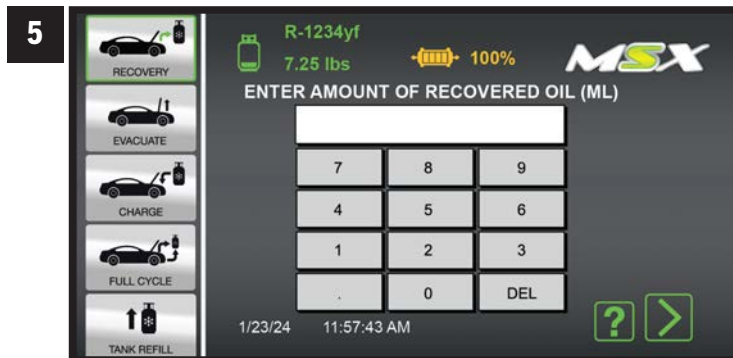 5
RECOVERY
EVACUATE
CHARGE
FULL CYCLE
TANK REFILL
R-1234yf
7.25 lbs
100%
MSX
ENTER AMOUNT OF RECOVERED OIL (ML)
7 8 9
4 5 6
1 2 3
. 0 DEL
1/23/24 11:57:43 AM
?